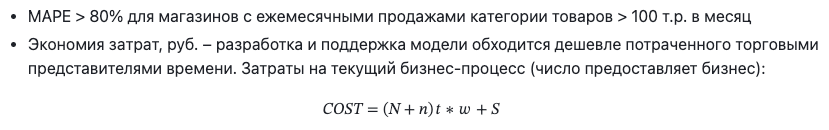 • MAPE > 80% для магазинов с ежемесячными продажами категории товаров > 100 т.р. в месяц
• Экономия затрат, руб. – разработка и поддержка модели обходится дешевле потраченного торговыми
представителями времени. Затраты на текущий бизнес-процесс (число предоставляет бизнес):
COST = (N + n)t * w + S